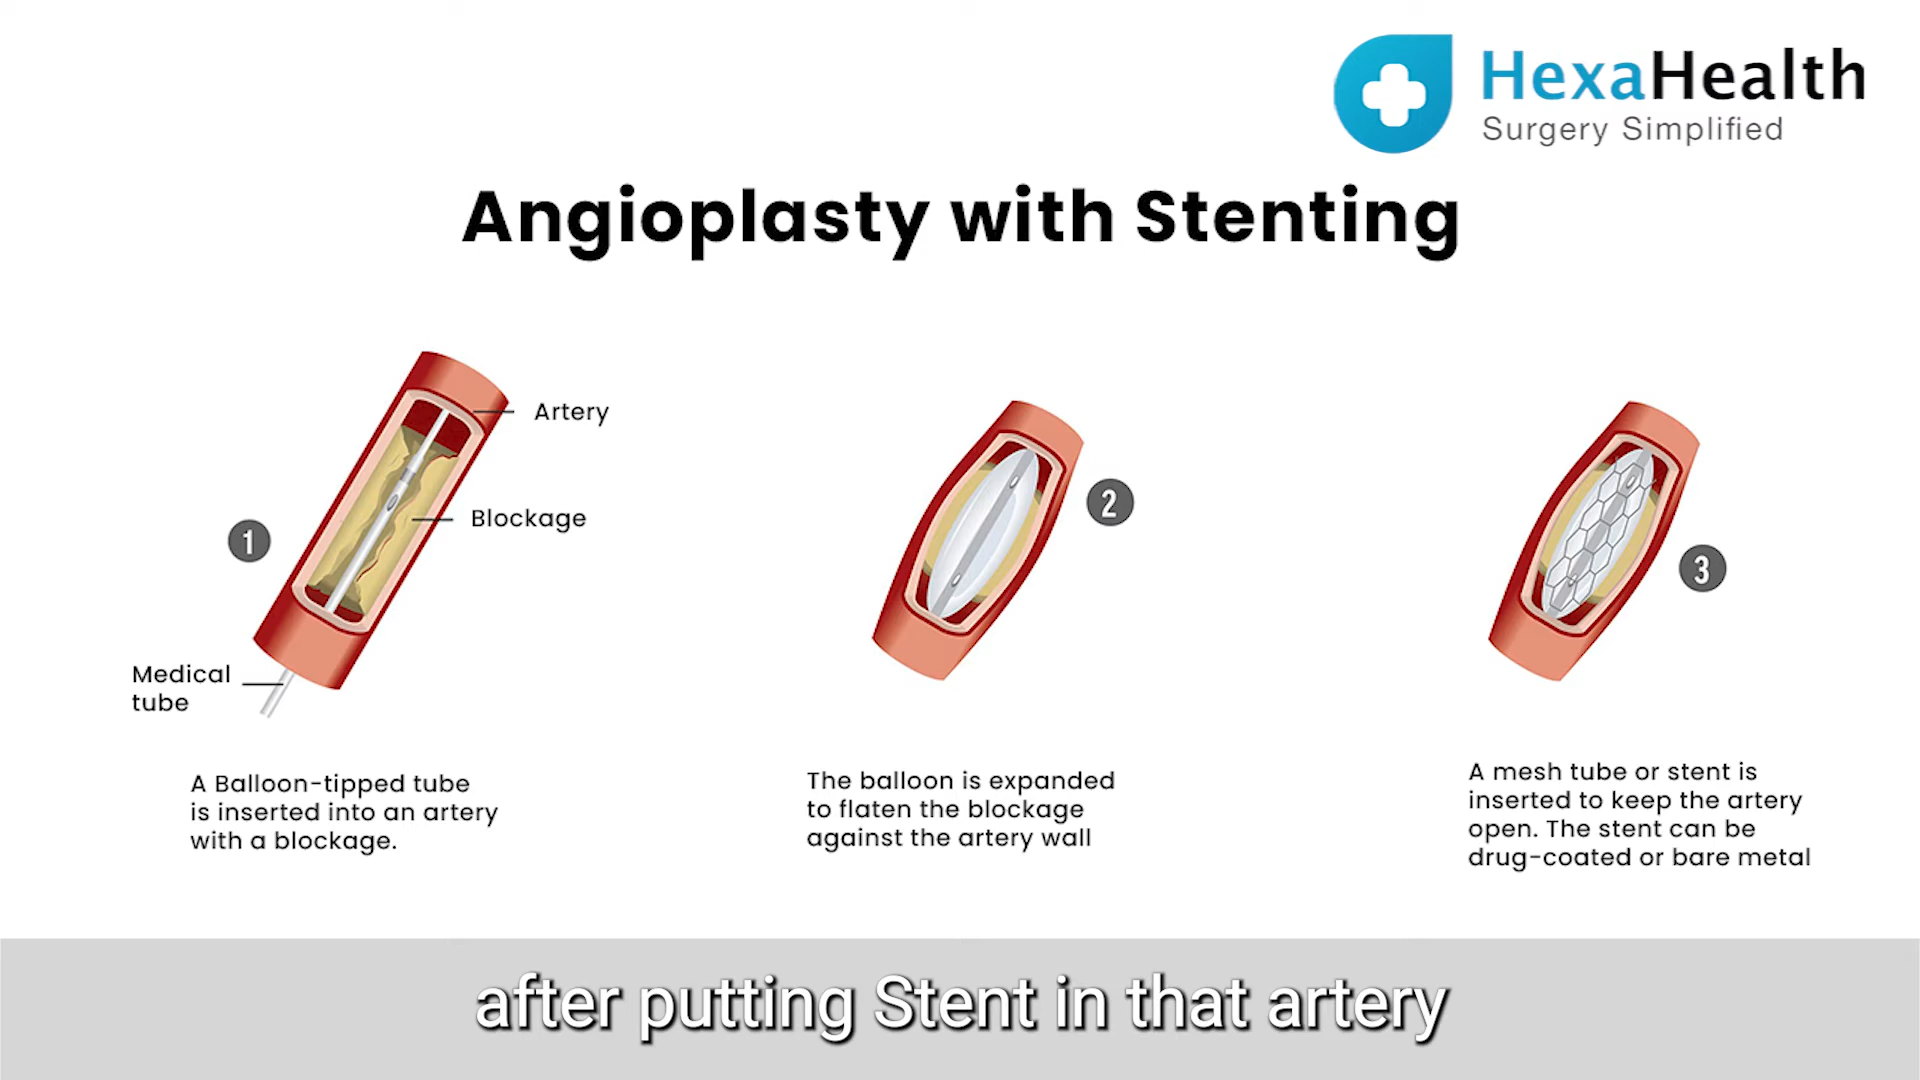 HexaHealth
Surgery Simplified
Angioplasty with Stenting
Artery
Blockage
1
Medical
tube
2
3
A Balloon-tipped tube
is inserted into an artery
with a blockage.
The balloon is expanded
to flaten the blockage
against the artery wall
A mesh tube or stent is
inserted to keep the artery
open. The stent can be
drug-coated or bare metal
after putting Stent in that artery